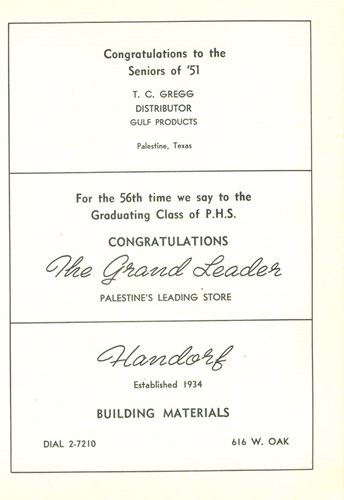 Congratulations to the
Seniors of '51
T. C. GREGG
DISTRIBUTOR
GULF PRODUCTS
Palestine, Texas
For the 56th time we say to the
Graduating Class of P.H.S.
CONGRATULATIONS
The Grand Leader
PALESTINE'S LEADING STORE
Handorf
Established 1934
BUILDING MATERIALS
DIAL 2-7210 616 W. OAK